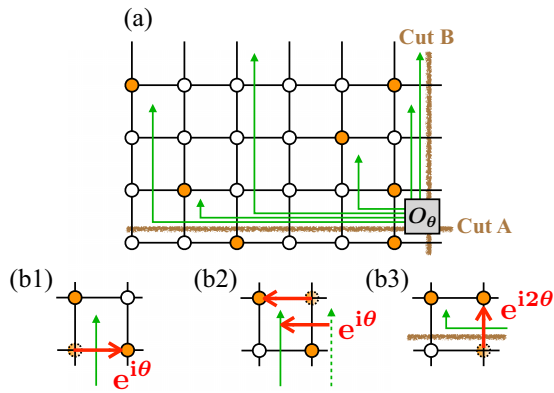 (a)
Cut B
O_θ
Cut A
(b1)
(b2)
(b3)
e^{iθ}
e^{iθ}
e^{i2θ}